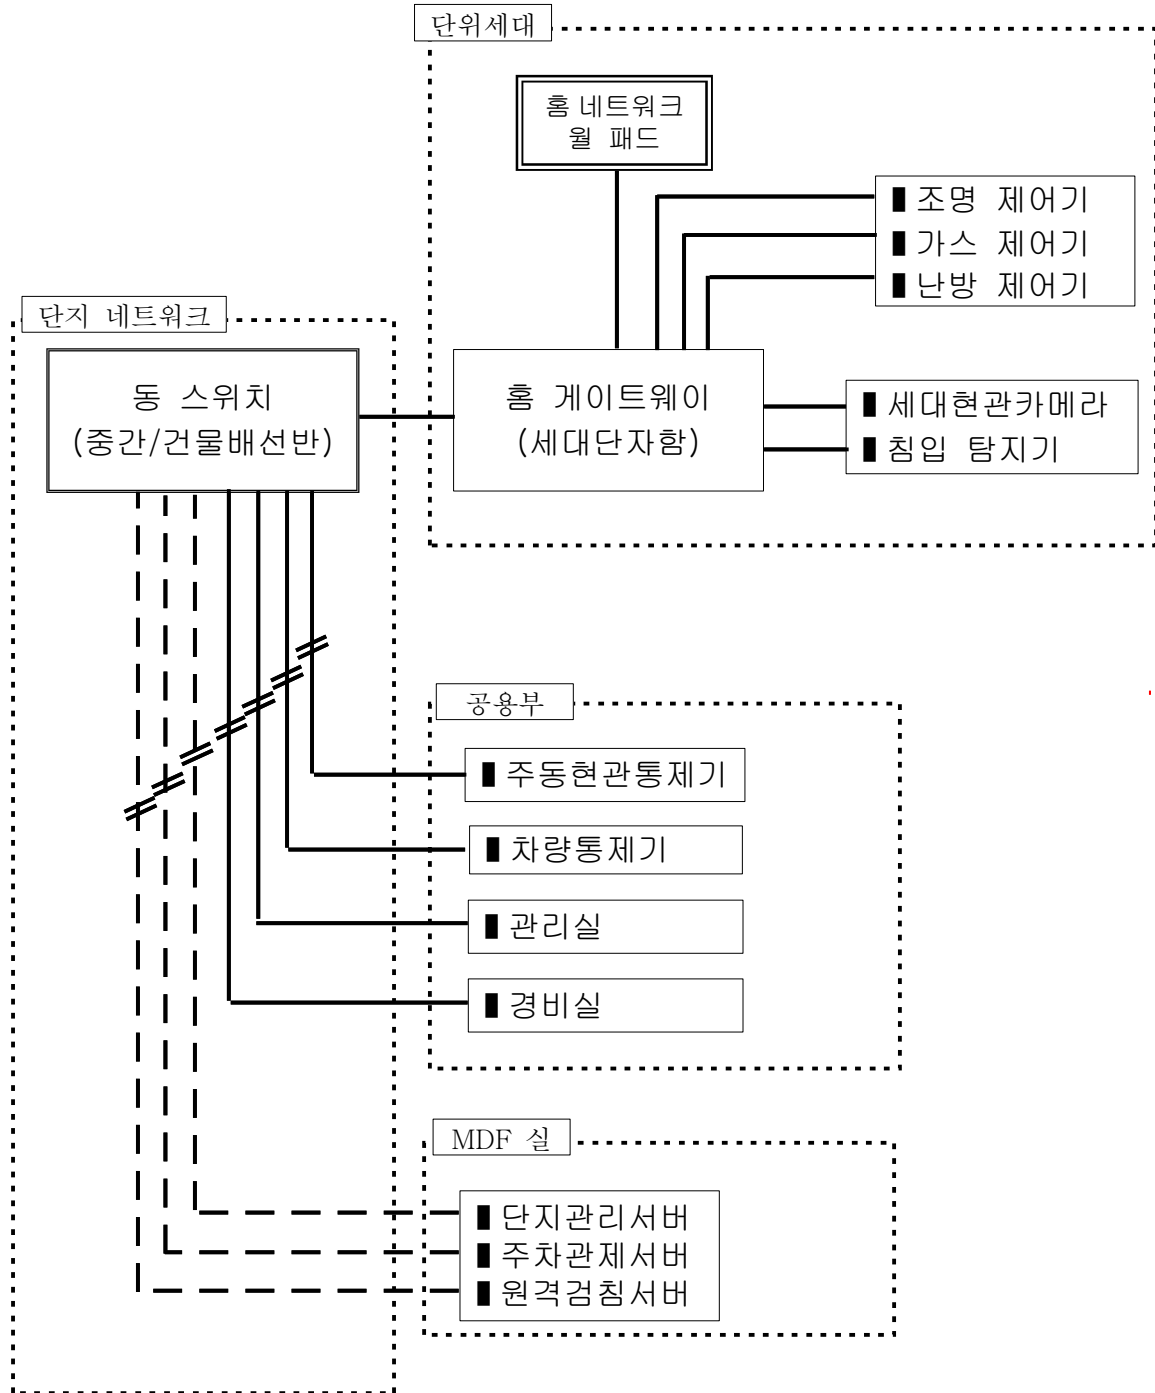 단위세대
홈 네트워크
월 패드
■ 조명 제어기
■ 가스 제어기
■ 난방 제어기
단지 네트워크
동 스위치
(중간/건물배선반)
홈 게이트웨이
(세대단자함)
■ 세대현관카메라
■ 침입 탐지기
공용부
■ 주동현관통제기
■ 차량통제기
■ 관리실
■ 경비실
MDF 실
■ 단지관리서버
■ 주차관제서버
■ 원격검침서버